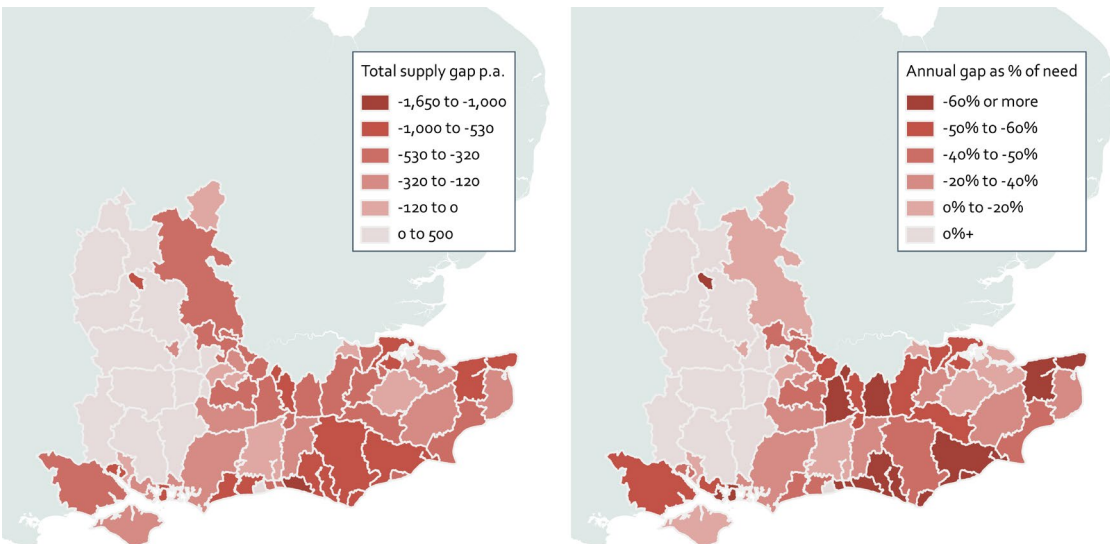 Total supply gap p.a.
-1,650 to -1,000
-1,000 to -530
-530 to -320
-320 to -120
-120 to 0
0 to 500
Annual gap as % of need
-60% or more
-50% to -60%
-40% to -50%
-20% to -40%
0% to -20%
0%+